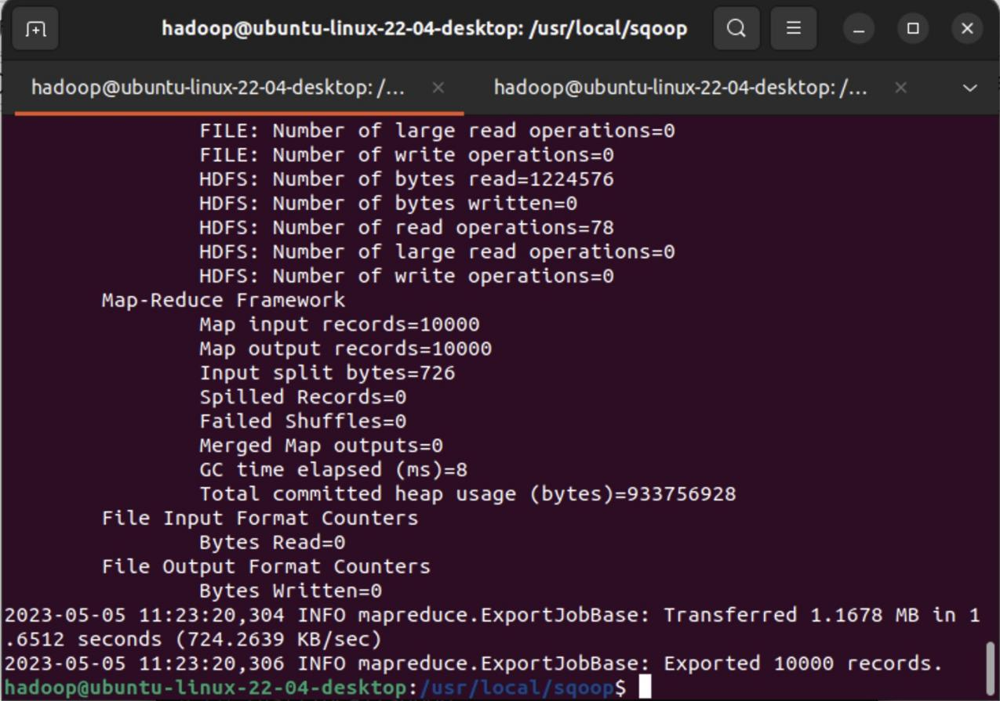 hadoop@ubuntu-linux-22-04-desktop: /usr/local/sqoop
hadoop@ubuntu-linux-22-04-desktop: /...
hadoop@ubuntu-linux-22-04-desktop: /...
FILE: Number of large read operations=0
FILE: Number of write operations=0
HDFS: Number of bytes read=1224576
HDFS: Number of bytes written=0
HDFS: Number of read operations=78
HDFS: Number of large read operations=0
HDFS: Number of write operations=0
Map-Reduce Framework
Map input records=10000
Map output records=10000
Input split bytes=726
Spilled Records=0
Failed Shuffles=0
Merged Map outputs=0
GC time elapsed (ms)=8
Total committed heap usage (bytes)=933756928
File Input Format Counters
Bytes Read=0
File Output Format Counters
Bytes Written=0
2023-05-05 11:23:20,304 INFO mapreduce.ExportJobBase: Transferred 1.1678 MB in 1
.6512 seconds (724.2639 KB/sec)
2023-05-05 11:23:20,306 INFO mapreduce.ExportJobBase: Exported 10000 records.
hadoop@ubuntu-linux-22-04-desktop:/usr/local/sqoop$